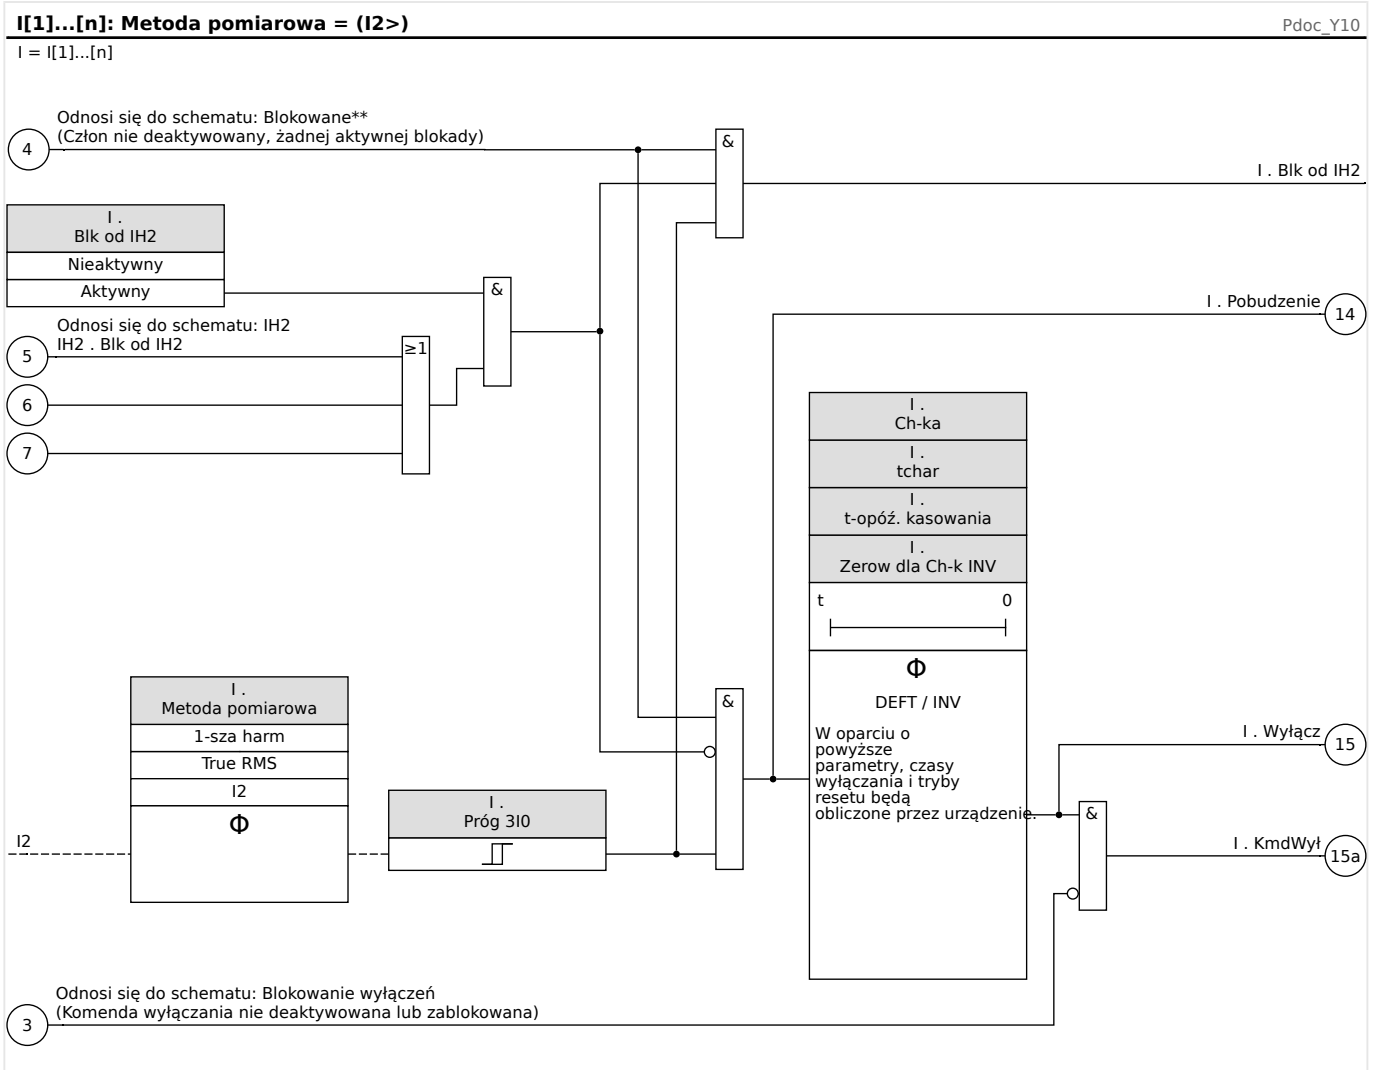 I[1]...[n]: Metoda pomiarowa = (I2>)
Pdoc_Y10
I = I[1]...[n]
Odnosi się do schematu: Blokowane**
(Człon nie deaktywowany, żadnej aktywnej blokady)
4
&
I . Blk od IH2
I .
Blk od IH2
Nieaktywny
Aktywny
&
I . Pobudzenie
14
Odnosi się do schematu: IH2
IH2 . Blk od IH2
5
≥1
6
7
I .
Ch-ka
I .
tchar
I .
t-opóź. kasowania
I .
Zerow dla Ch-k INV
t
0
Φ
DEFT / INV
W oparciu o
powyższe
parametry, czasy
wyłączania i tryby
resetu będą
obliczone przez urządzenie.
I .
Metoda pomiarowa
1-sza harm
True RMS
I2
Φ
&
I . Wyłącz
15
I2
I .
Próg 3I0
&
I . KmdWył
15a
Odnosi się do schematu: Blokowanie wyłączeń
(Komenda wyłączania nie deaktywowana lub zablokowana)
3